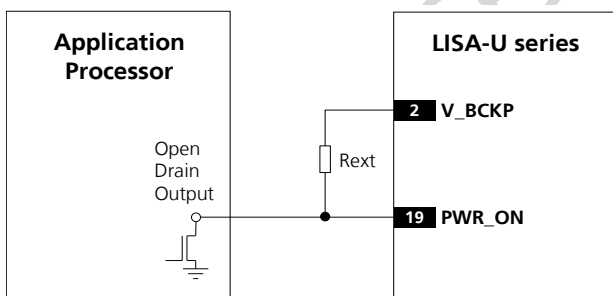 Application
Processor
LISA-U series
2 V_BCKP
Open
Drain
Output
Rext
19 PWR_ON